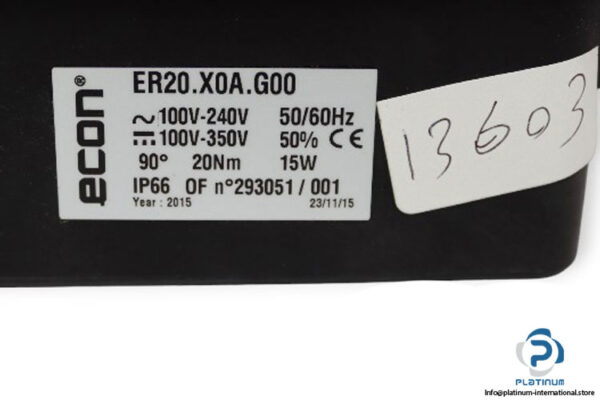 econ®
ER20.X0A.G00
~ 100V-240V 50/60Hz
⎓ 100V-350V 50% CE
90° 20Nm 15W
IP66 OF n°293051 / 001
Year : 2015 23/11/15
13603
PLATINUM
info@platinum-international.store